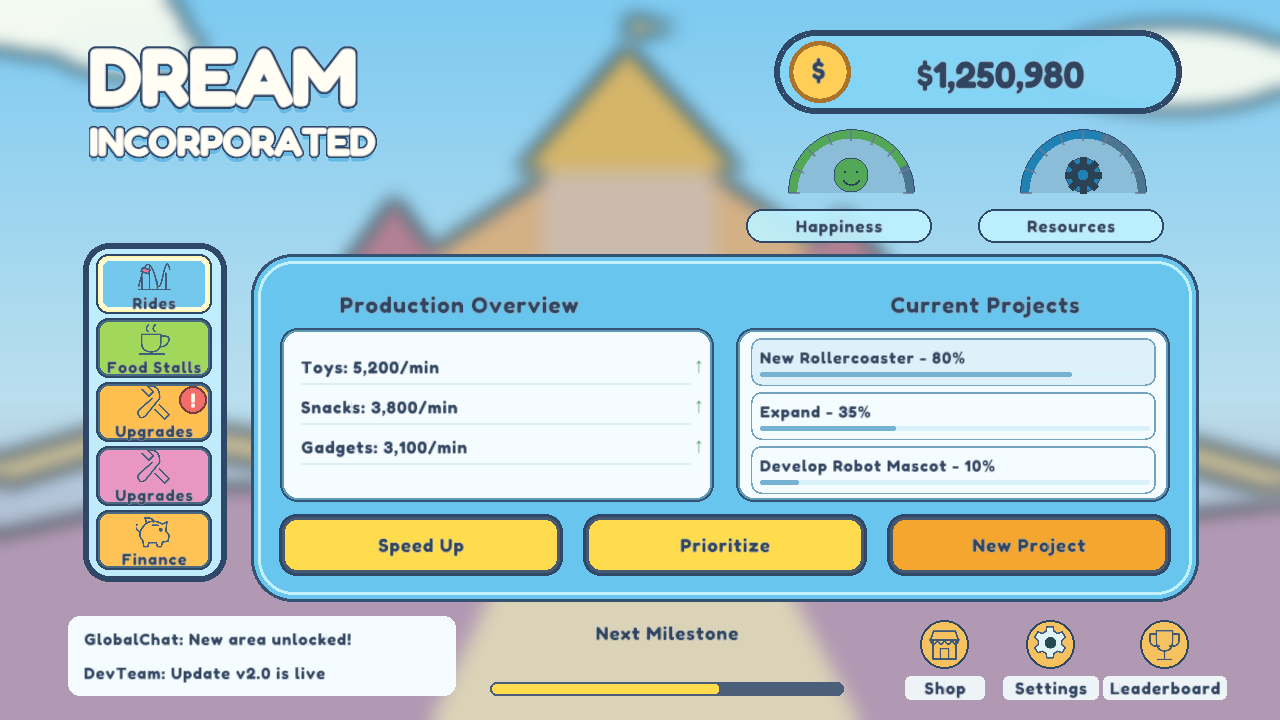 DREAM
INCORPORATED
$
$1,250,980
Happiness
Resources
Rides
Food Stalls
!
Upgrades
Upgrades
Finance
Production Overview
Toys: 5,200/min ↑
Snacks: 3,800/min ↑
Gadgets: 3,100/min ↑
Current Projects
New Rollercoaster - 80%
Expand - 35%
Develop Robot Mascot - 10%
Speed Up
Prioritize
New Project
GlobalChat: New area unlocked!
DevTeam: Update v2.0 is live
Next Milestone
Shop
Settings
Leaderboard